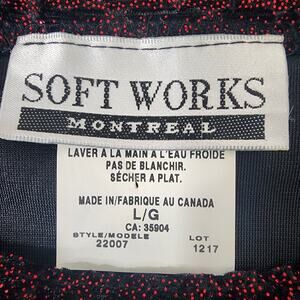 SOFT WORKS
MONTREAL
LAVER À LA MAIN A L'EAU FROIDE
PAS DE BLANCHIR.
SÉCHER A PLAT.
MADE IN/FABRIQUE AU CANADA
L/G
CA: 35904
STYLE/MODELE LOT
22007 1217